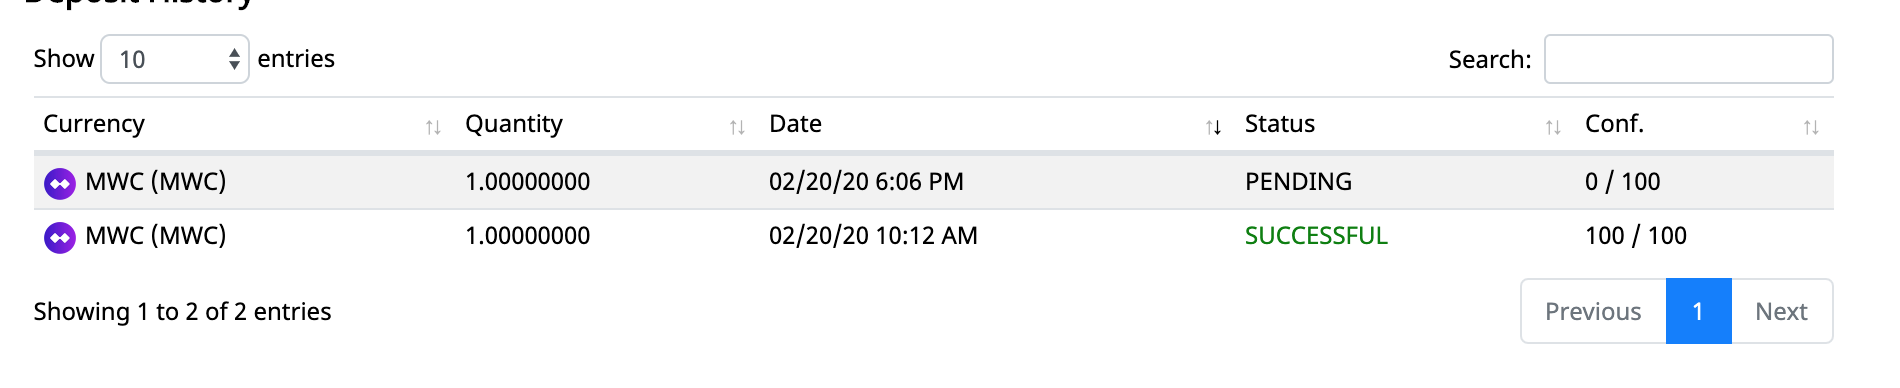 Deposit History
Show 10 entries Search:
Currency Quantity Date Status Conf.
MWC (MWC) 1.00000000 02/20/20 6:06 PM PENDING 0 / 100
MWC (MWC) 1.00000000 02/20/20 10:12 AM SUCCESSFUL 100 / 100
Showing 1 to 2 of 2 entries Previous 1 Next